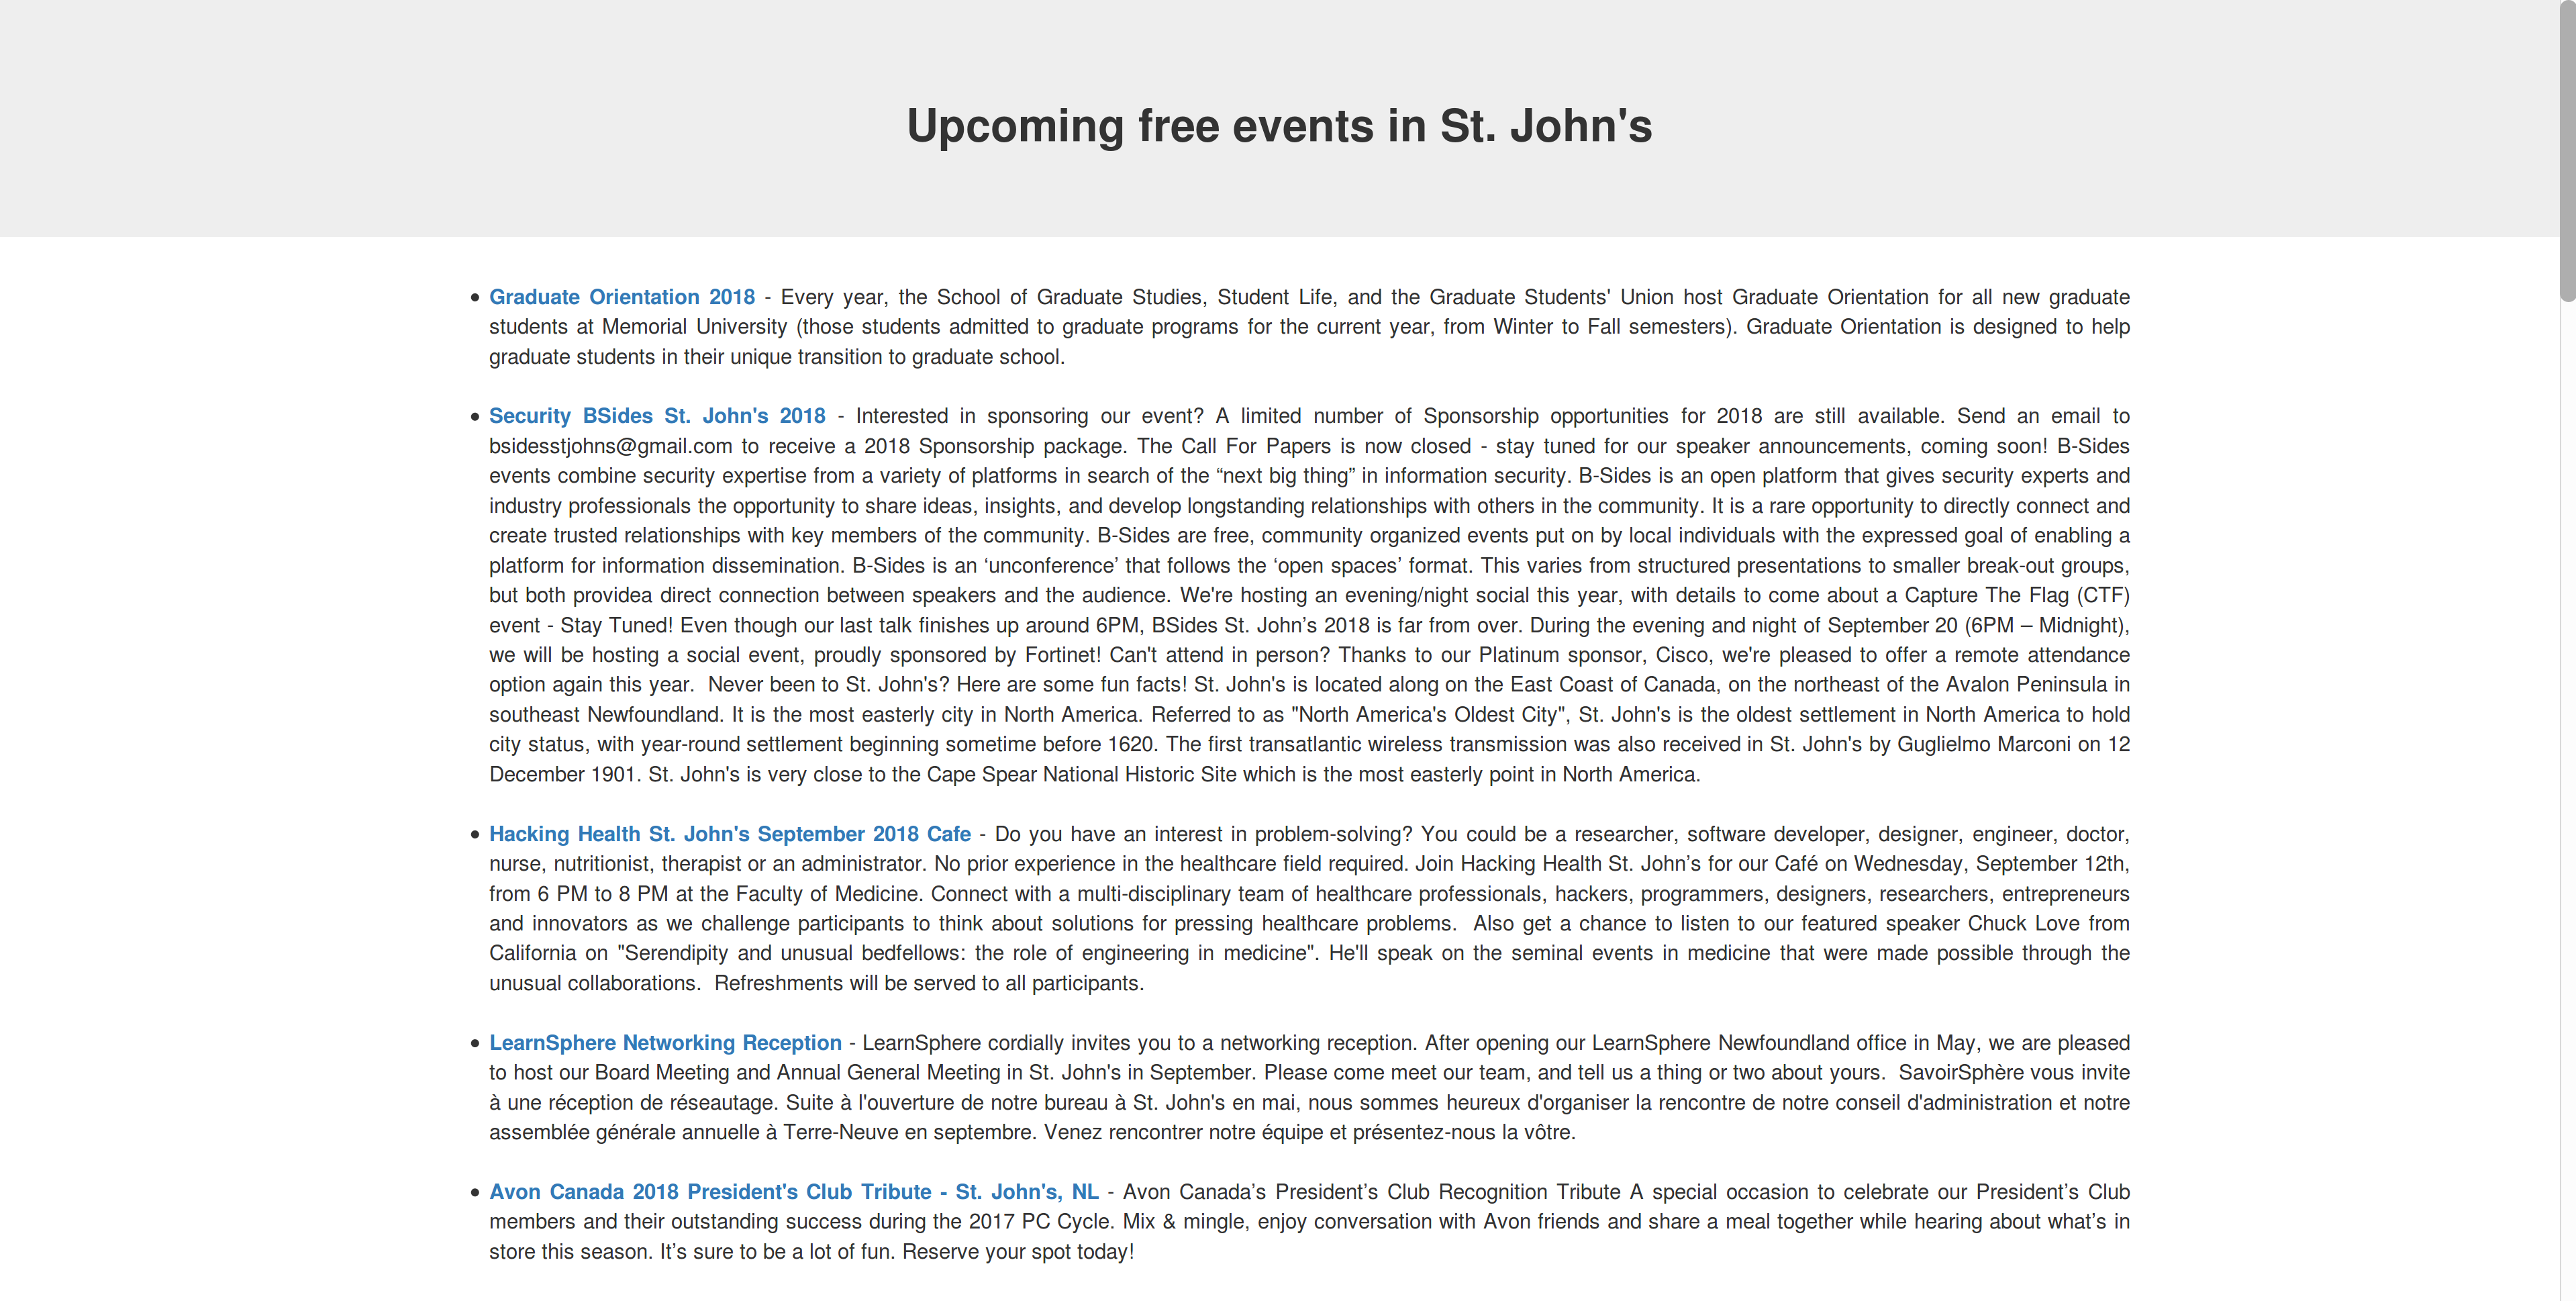 Upcoming free events in St. John's
• Graduate Orientation 2018 - Every year, the School of Graduate Studies, Student Life, and the Graduate Students' Union host Graduate Orientation for all new graduate
students at Memorial University (those students admitted to graduate programs for the current year, from Winter to Fall semesters). Graduate Orientation is designed to help
graduate students in their unique transition to graduate school.
• Security BSides St. John's 2018 - Interested in sponsoring our event? A limited number of Sponsorship opportunities for 2018 are still available. Send an email to
bsidesstjohns@gmail.com to receive a 2018 Sponsorship package. The Call For Papers is now closed - stay tuned for our speaker announcements, coming soon! B-Sides
events combine security expertise from a variety of platforms in search of the “next big thing” in information security. B-Sides is an open platform that gives security experts and
industry professionals the opportunity to share ideas, insights, and develop longstanding relationships with others in the community. It is a rare opportunity to directly connect and
create trusted relationships with key members of the community. B-Sides are free, community organized events put on by local individuals with the expressed goal of enabling a
platform for information dissemination. B-Sides is an ‘unconference’ that follows the ‘open spaces’ format. This varies from structured presentations to smaller break-out groups,
but both providea direct connection between speakers and the audience. We're hosting an evening/night social this year, with details to come about a Capture The Flag (CTF)
event - Stay Tuned! Even though our last talk finishes up around 6PM, BSides St. John’s 2018 is far from over. During the evening and night of September 20 (6PM – Midnight),
we will be hosting a social event, proudly sponsored by Fortinet! Can't attend in person? Thanks to our Platinum sponsor, Cisco, we're pleased to offer a remote attendance
option again this year.  Never been to St. John's? Here are some fun facts! St. John's is located along on the East Coast of Canada, on the northeast of the Avalon Peninsula in
southeast Newfoundland. It is the most easterly city in North America. Referred to as "North America's Oldest City", St. John's is the oldest settlement in North America to hold
city status, with year-round settlement beginning sometime before 1620. The first transatlantic wireless transmission was also received in St. John's by Guglielmo Marconi on 12
December 1901. St. John's is very close to the Cape Spear National Historic Site which is the most easterly point in North America.
• Hacking Health St. John's September 2018 Cafe - Do you have an interest in problem-solving? You could be a researcher, software developer, designer, engineer, doctor,
nurse, nutritionist, therapist or an administrator. No prior experience in the healthcare field required. Join Hacking Health St. John’s for our Café on Wednesday, September 12th,
from 6 PM to 8 PM at the Faculty of Medicine. Connect with a multi-disciplinary team of healthcare professionals, hackers, programmers, designers, researchers, entrepreneurs
and innovators as we challenge participants to think about solutions for pressing healthcare problems.  Also get a chance to listen to our featured speaker Chuck Love from
California on "Serendipity and unusual bedfellows: the role of engineering in medicine". He'll speak on the seminal events in medicine that were made possible through the
unusual collaborations.  Refreshments will be served to all participants.
• LearnSphere Networking Reception - LearnSphere cordially invites you to a networking reception. After opening our LearnSphere Newfoundland office in May, we are pleased
to host our Board Meeting and Annual General Meeting in St. John's in September. Please come meet our team, and tell us a thing or two about yours.  SavoirSphère vous invite
à une réception de réseautage. Suite à l'ouverture de notre bureau à St. John's en mai, nous sommes heureux d'organiser la rencontre de notre conseil d'administration et notre
assemblée générale annuelle à Terre-Neuve en septembre. Venez rencontrer notre équipe et présentez-nous la vôtre.
• Avon Canada 2018 President's Club Tribute - St. John's, NL - Avon Canada’s President’s Club Recognition Tribute A special occasion to celebrate our President’s Club
members and their outstanding success during the 2017 PC Cycle. Mix & mingle, enjoy conversation with Avon friends and share a meal together while hearing about what’s in
store this season. It’s sure to be a lot of fun. Reserve your spot today!